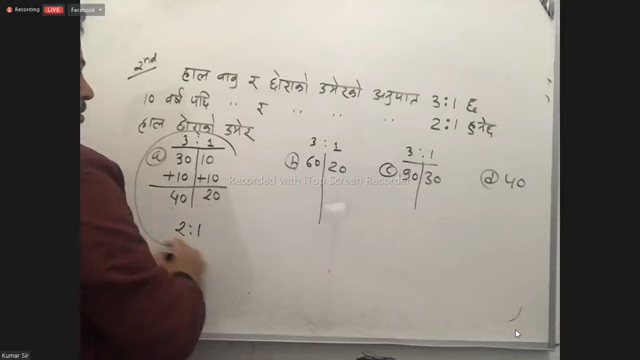 Recording LIVE Facebook
2nd
हाल बाबु र छोराको उमेरको अनुपात 3:1 छ
10 वर्ष पछि " र " " " 2:1 हुनेछ
हाल छोराको उमेर
3 : 1
(a) 30 | 10
+10 | +10
40 | 20
2:1
3 : 1
(b) 60 | 20
3 : 1
(c) 90 | 30
(d) 40
Recorded with iTop Screen Recorder
Kumar Sir